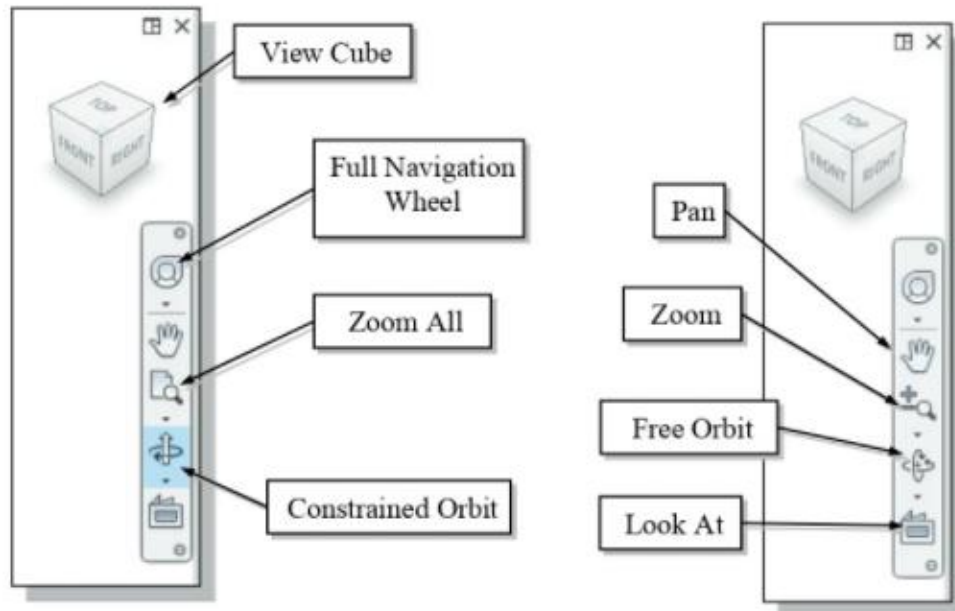 View Cube
TOP
FRONT
RIGHT
Full Navigation
Wheel
Zoom All
Constrained Orbit
TOP
FRONT
RIGHT
Pan
Zoom
Free Orbit
Look At